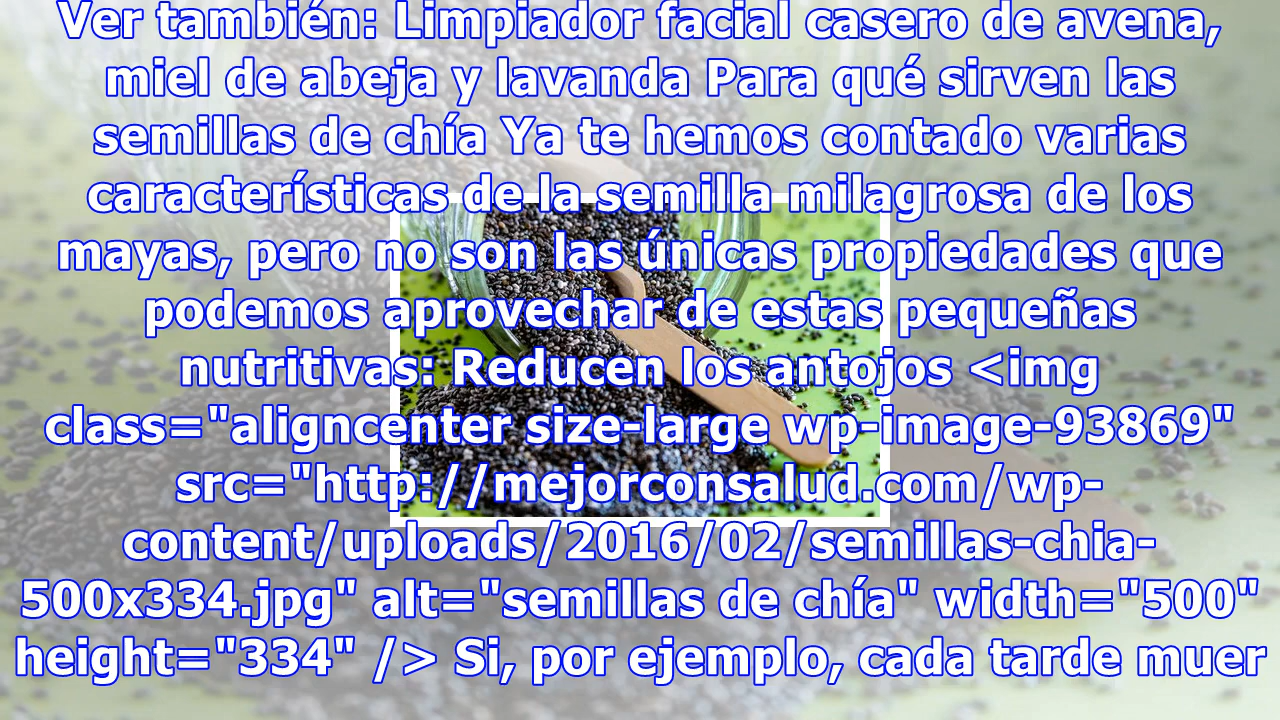 Ver también: Limpiador facial casero de avena,
miel de abeja y lavanda Para qué sirven las
semillas de chía Ya te hemos contado varias
características de la semilla milagrosa de los
mayas, pero no son las únicas propiedades que
podemos aprovechar de estas pequeñas
nutritivas: Reducen los antojos <img
class="aligncenter size-large wp-image-93869"
src="http://mejorconsalud.com/wp-
content/uploads/2016/02/semillas-chia-
500x334.jpg" alt="semillas de chía" width="500"
height="334" /> Si, por ejemplo, cada tarde muer